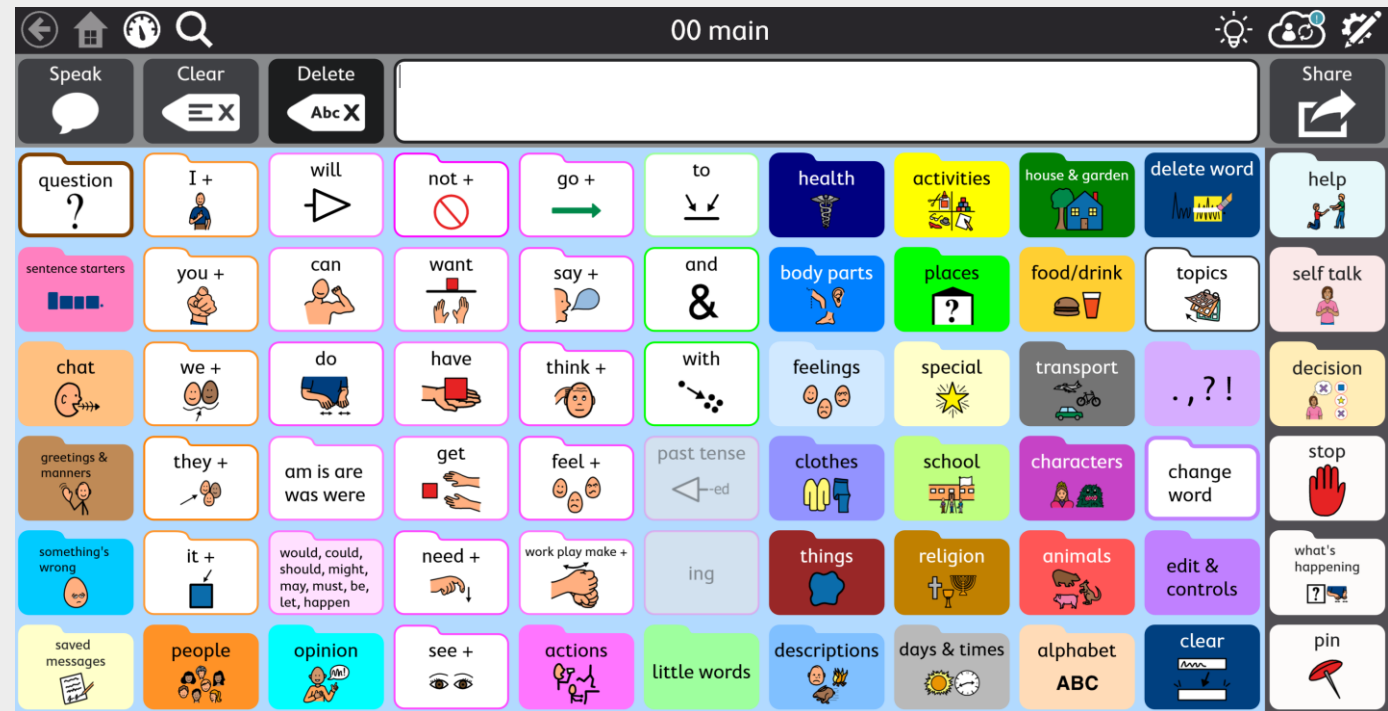 00 main
Speak
Clear
Delete
Abc X
Share
question
?
I +
will
not +
go +
to
health
activities
house & garden
delete word
help
sentence starters
you +
can
want
say +
and
&
body parts
places
?
food/drink
topics
self talk
chat
we +
do
have
think +
with
feelings
special
transport
. , ? !
decision
greetings &
manners
they +
am is are
was were
get
feel +
past tense
-ed
clothes
school
characters
change
word
stop
something's
wrong
it +
would, could,
should, might,
may, must, be,
let, happen
need +
work play make +
ing
things
religion
animals
edit &
controls
what's
happening
?
saved
messages
people
opinion
Mm!
see +
actions
little words
descriptions
days & times
alphabet
ABC
clear
pin